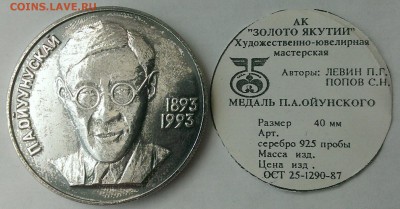 COINS.LAVE.RU
П.А.ОЙУНУСКАЙ
1893
1993
АК
"ЗОЛОТО ЯКУТИИ"
Художественно-ювелирная
мастерская
Авторы: ЛЕВИН П.Г.
ПОПОВ С.Н.
МЕДАЛЬ П.А.ОЙУНСКОГО
Размер 40 мм
Арт.
серебро 925 пробы
Масса изд.
Цена изд.
ОСТ 25-1290-87